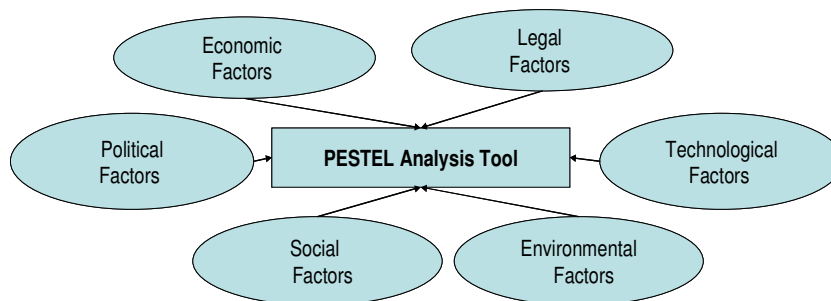 Economic
Factors
Legal
Factors
Political
Factors
PESTEL Analysis Tool
Technological
Factors
Social
Factors
Environmental
Factors